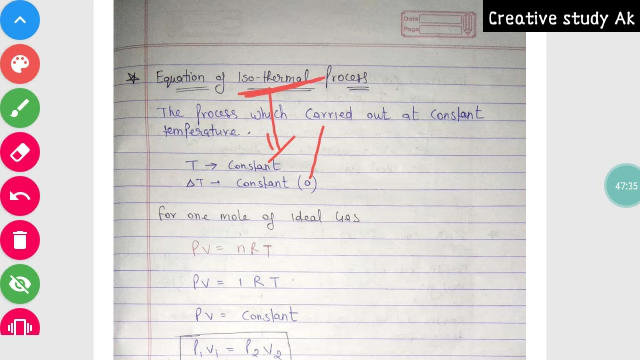 Creative study Ak
Date
Page
* Equation of Iso-thermal Process
The Process which Carried out at Constant
temperature.
T → Constant
ΔT → Constant (0)
for one mole of Ideal Gas
PV = nRT
PV = 1 RT
PV = Constant
P₁V₁ = P₂V₂
47:35